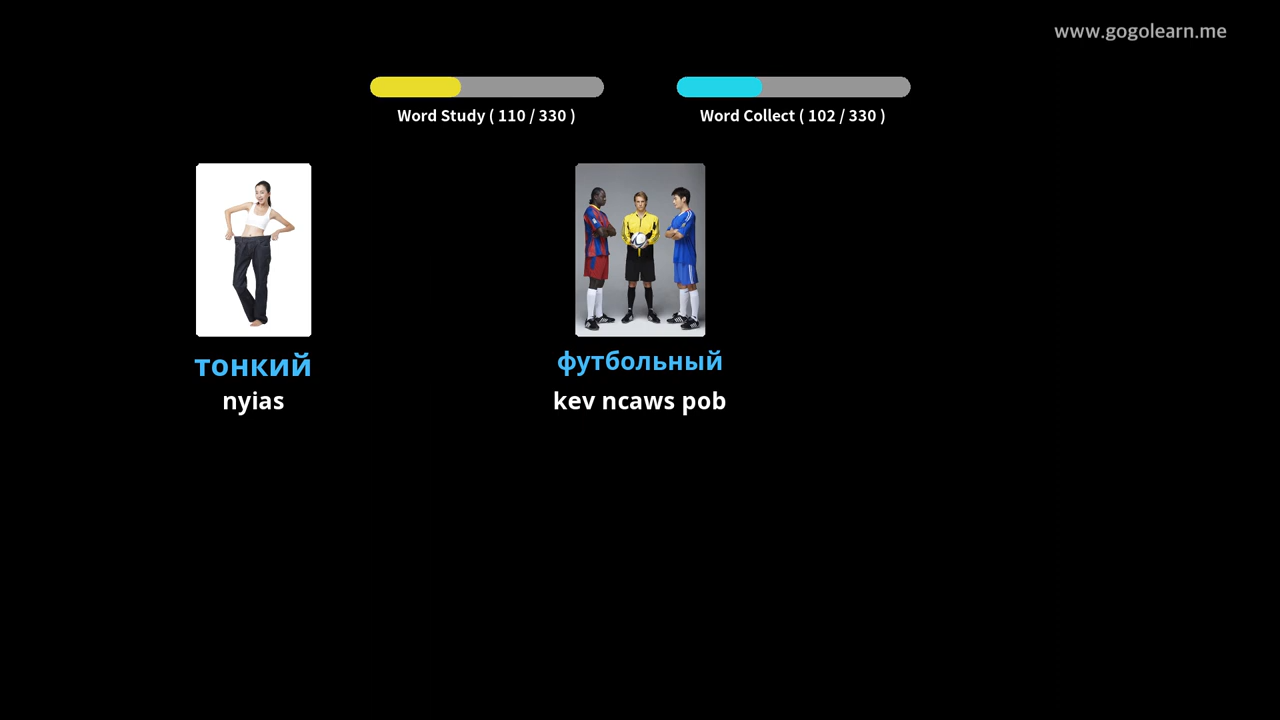 www.gogolearn.me
Word Study ( 110 / 330 )
Word Collect ( 102 / 330 )
тонкий
nyias
футбольный
kev ncaws pob